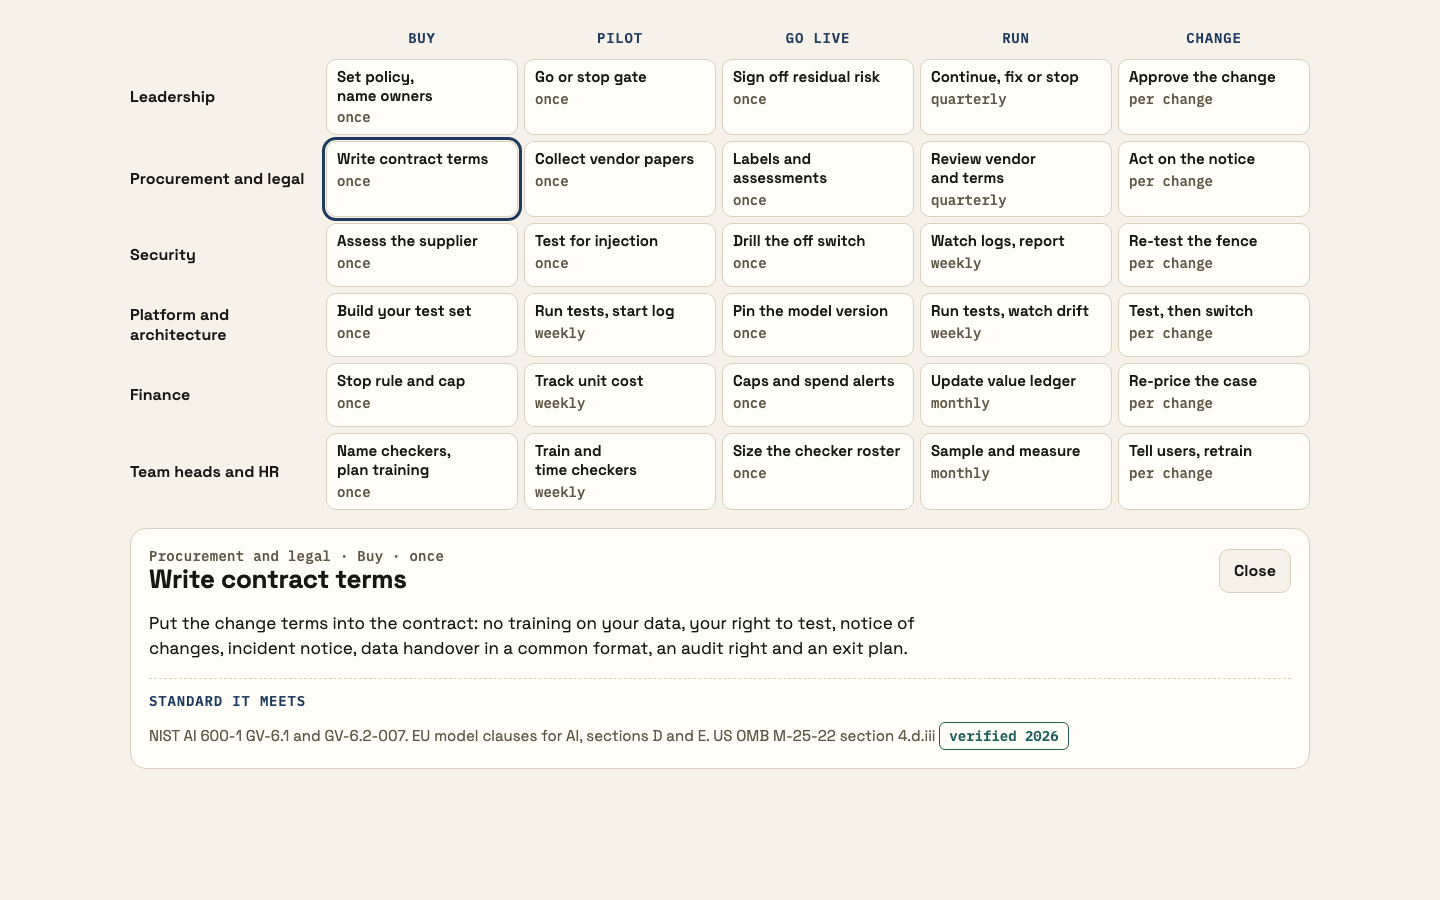 BUY PILOT GO LIVE RUN CHANGE
Leadership
Set policy,
name owners
once
Go or stop gate
once
Sign off residual risk
once
Continue, fix or stop
quarterly
Approve the change
per change
Procurement and legal
Write contract terms
once
Collect vendor papers
once
Labels and
assessments
once
Review vendor
and terms
quarterly
Act on the notice
per change
Security
Assess the supplier
once
Test for injection
once
Drill the off switch
once
Watch logs, report
weekly
Re-test the fence
per change
Platform and
architecture
Build your test set
once
Run tests, start log
weekly
Pin the model version
once
Run tests, watch drift
weekly
Test, then switch
per change
Finance
Stop rule and cap
once
Track unit cost
weekly
Caps and spend alerts
once
Update value ledger
monthly
Re-price the case
per change
Team heads and HR
Name checkers,
plan training
once
Train and
time checkers
weekly
Size the checker roster
once
Sample and measure
monthly
Tell users, retrain
per change
Procurement and legal · Buy · once
Write contract terms
Close
Put the change terms into the contract: no training on your data, your right to test, notice of
changes, incident notice, data handover in a common format, an audit right and an exit plan.
STANDARD IT MEETS
NIST AI 600-1 GV-6.1 and GV-6.2-007. EU model clauses for AI, sections D and E. US OMB M-25-22 section 4.d.iii verified 2026